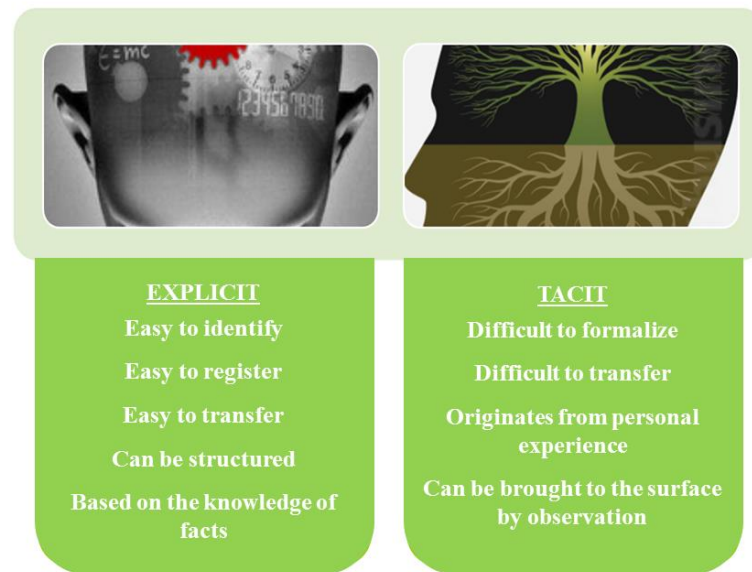 E=mc
1234567890
EXPLICIT
Easy to identify
Easy to register
Easy to transfer
Can be structured
Based on the knowledge of
facts
TACIT
Difficult to formalize
Difficult to transfer
Originates from personal
experience
Can be brought to the surface
by observation